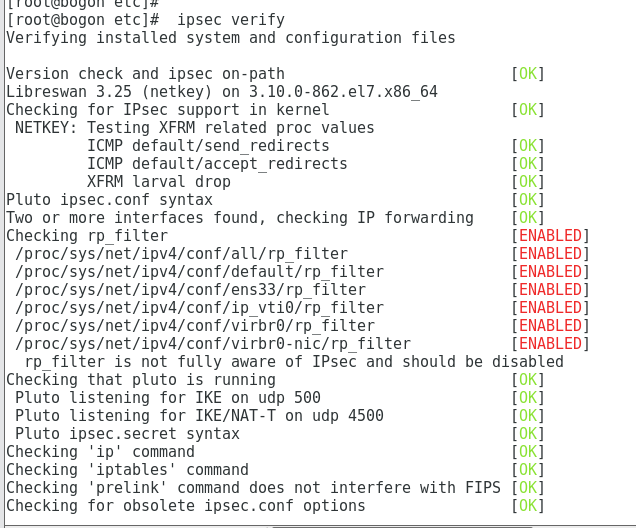 [root@bogon etc]#
[root@bogon etc]#  ipsec verify
Verifying installed system and configuration files

Version check and ipsec on-path                         [OK]
Libreswan 3.25 (netkey) on 3.10.0-862.el7.x86_64
Checking for IPsec support in kernel                    [OK]
 NETKEY: Testing XFRM related proc values
         ICMP default/send_redirects                    [OK]
         ICMP default/accept_redirects                  [OK]
         XFRM larval drop                               [OK]
Pluto ipsec.conf syntax                                 [OK]
Two or more interfaces found, checking IP forwarding    [OK]
Checking rp_filter                                      [ENABLED]
 /proc/sys/net/ipv4/conf/all/rp_filter                  [ENABLED]
 /proc/sys/net/ipv4/conf/default/rp_filter              [ENABLED]
 /proc/sys/net/ipv4/conf/ens33/rp_filter                [ENABLED]
 /proc/sys/net/ipv4/conf/ip_vti0/rp_filter              [ENABLED]
 /proc/sys/net/ipv4/conf/virbr0/rp_filter               [ENABLED]
 /proc/sys/net/ipv4/conf/virbr0-nic/rp_filter           [ENABLED]
  rp_filter is not fully aware of IPsec and should be disabled
Checking that pluto is running                          [OK]
 Pluto listening for IKE on udp 500                     [OK]
 Pluto listening for IKE/NAT-T on udp 4500              [OK]
 Pluto ipsec.secret syntax                              [OK]
Checking 'ip' command                                   [OK]
Checking 'iptables' command                             [OK]
Checking 'prelink' command does not interfere with FIPS [OK]
Checking for obsolete ipsec.conf options                [OK]